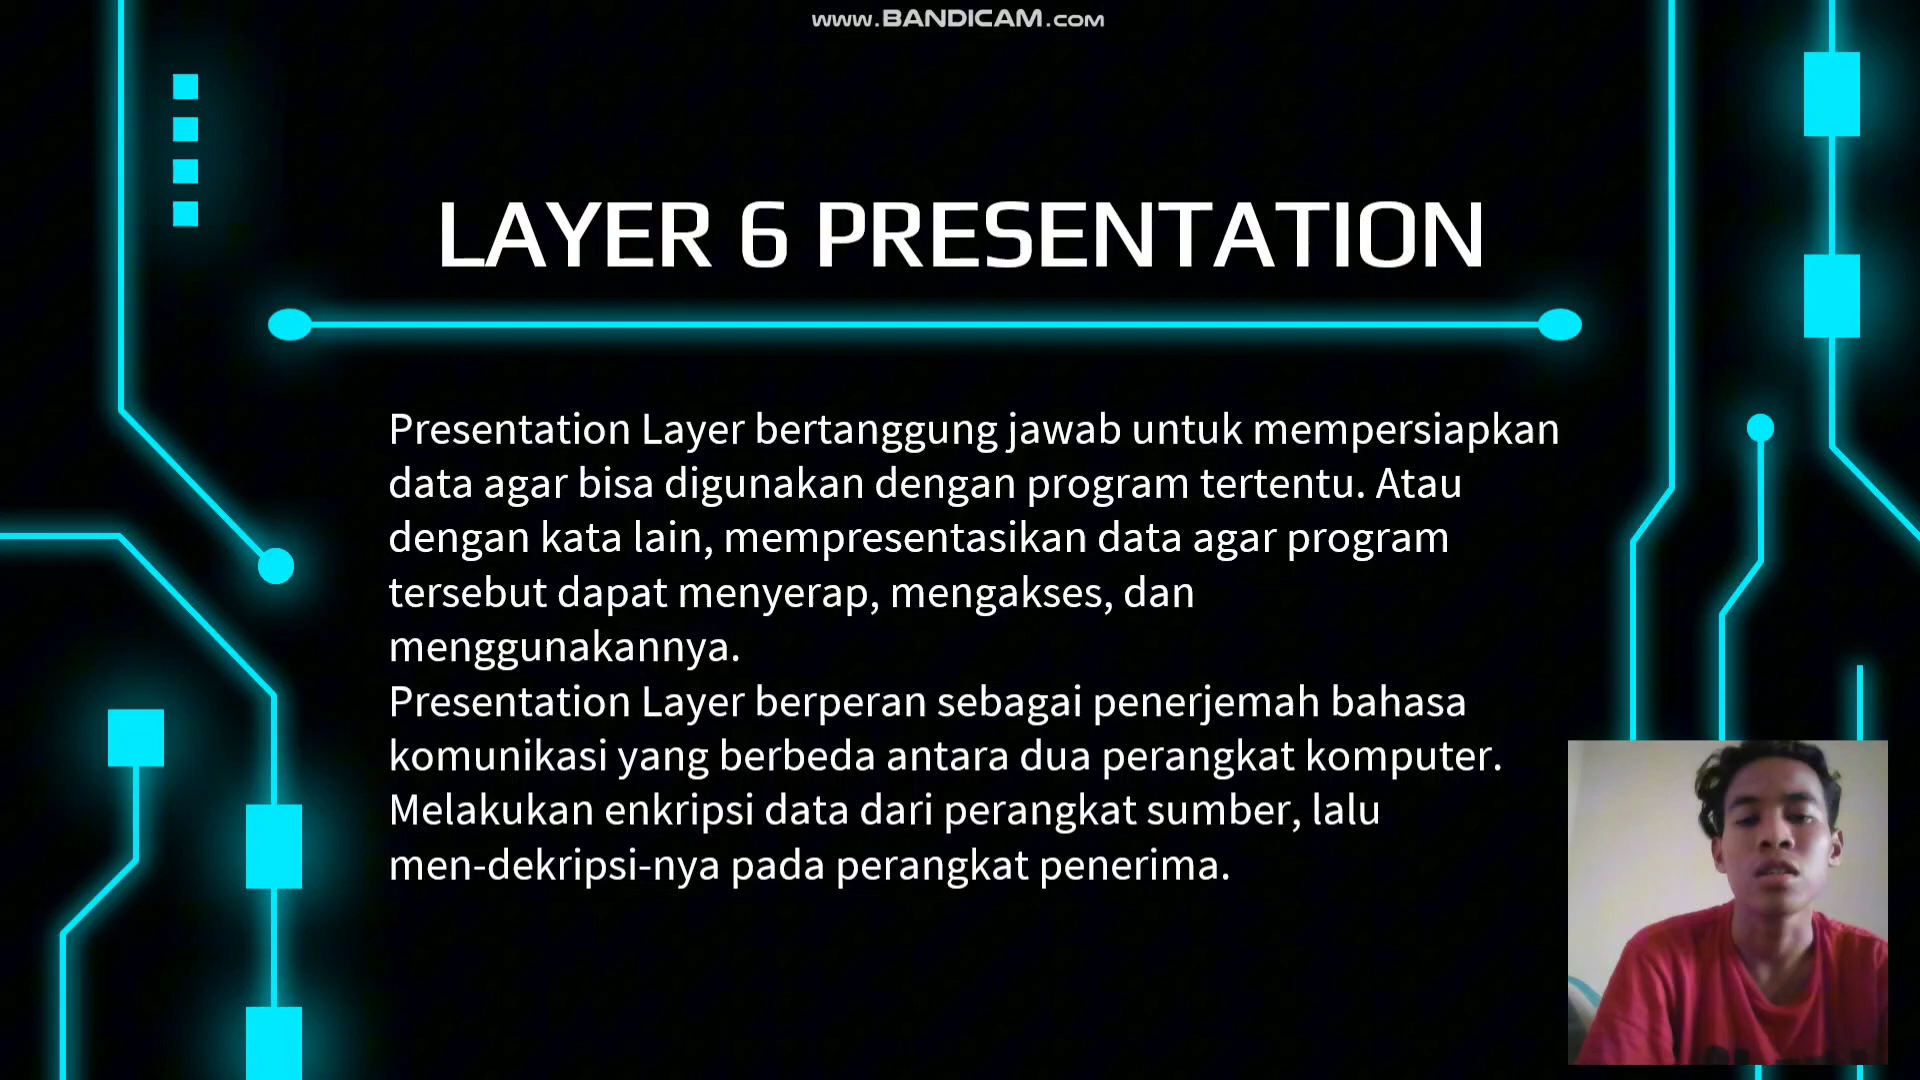 www.BANDICAM.com
LAYER 6 PRESENTATION
Presentation Layer bertanggung jawab untuk mempersiapkan
data agar bisa digunakan dengan program tertentu. Atau
dengan kata lain, mempresentasikan data agar program
tersebut dapat menyerap, mengakses, dan
menggunakannya.
Presentation Layer berperan sebagai penerjemah bahasa
komunikasi yang berbeda antara dua perangkat komputer.
Melakukan enkripsi data dari perangkat sumber, lalu
men-dekripsi-nya pada perangkat penerima.